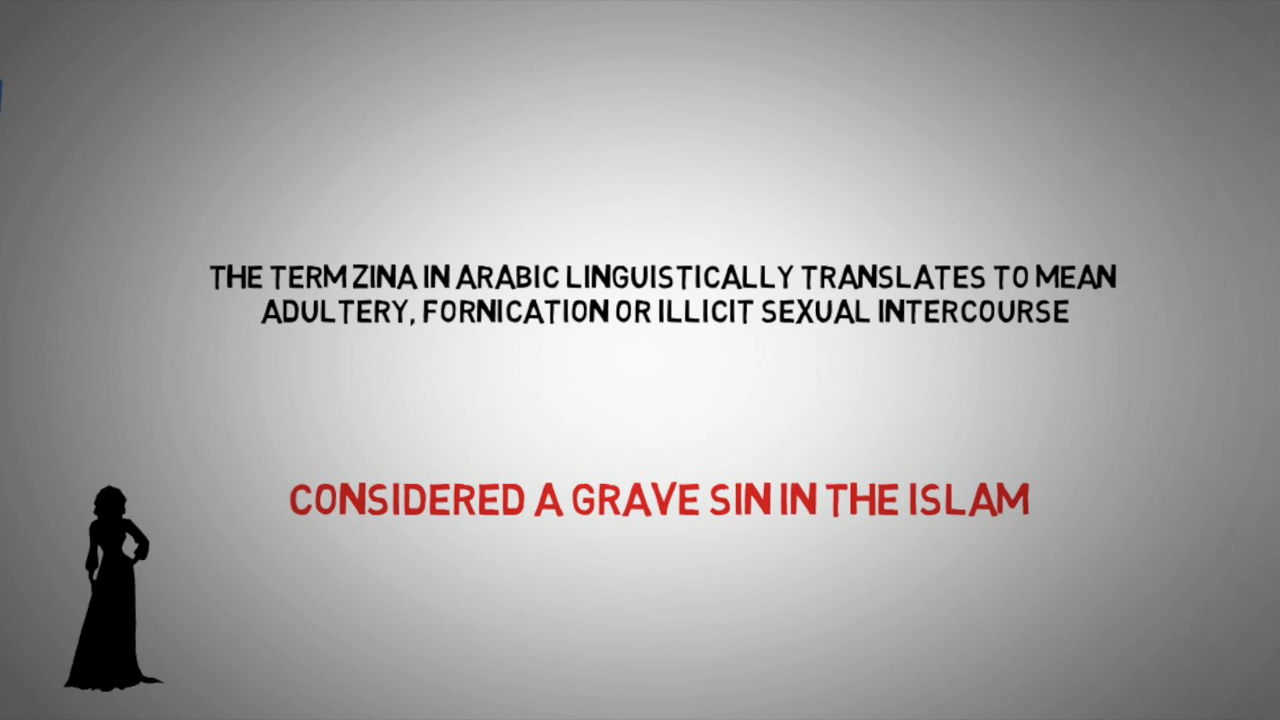 THE TERM ZINA IN ARABIC LINGUISTICALLY TRANSLATES TO MEAN
ADULTERY, FORNICATION OR ILLICIT SEXUAL INTERCOURSE
CONSIDERED A GRAVE SIN IN THE ISLAM